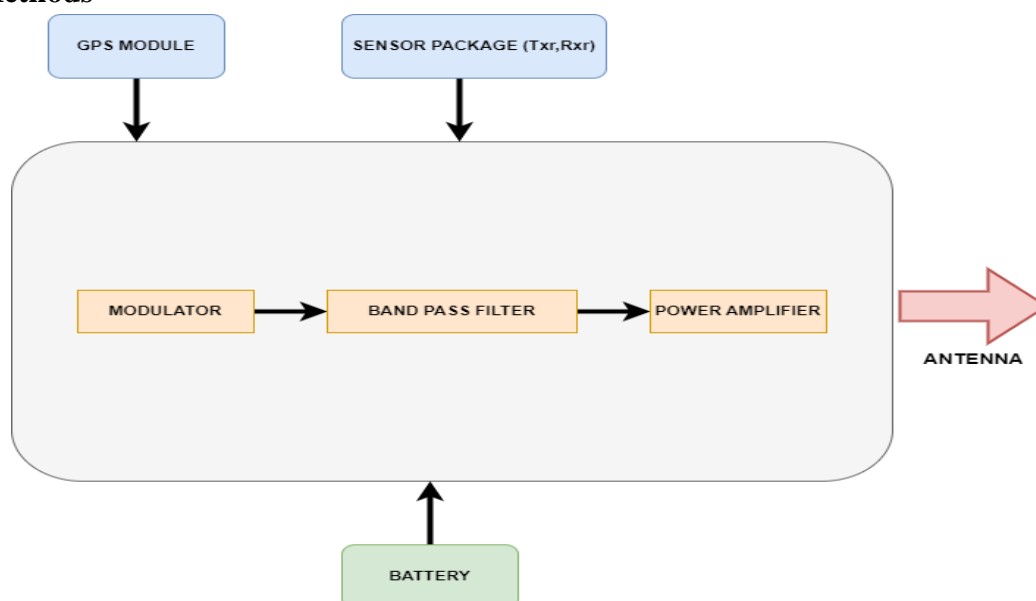 GPS MODULE
SENSOR PACKAGE (Txr,Rxr)
MODULATOR
BAND PASS FILTER
POWER AMPLIFIER
ANTENNA
BATTERY